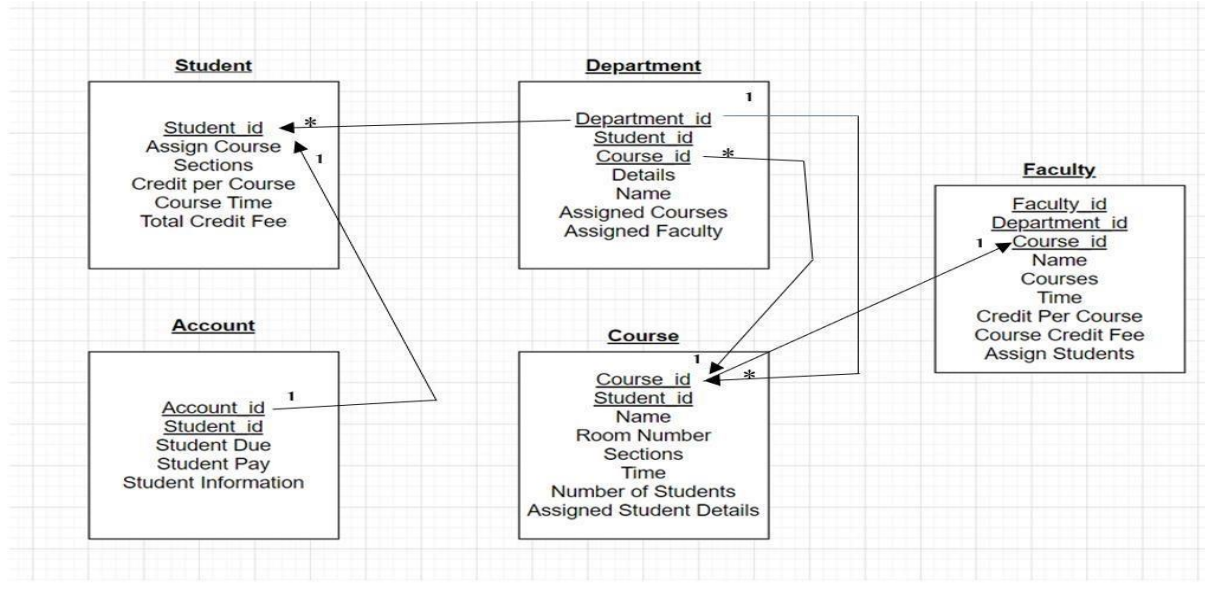 Student
Student_id
Assign Course
Sections
Credit per Course
Course Time
Total Credit Fee
*
1
Department
1
Department_id
Student_id
Course_id
*
Details
Name
Assigned Courses
Assigned Faculty
Faculty
Faculty_id
Department_id
1
Course_id
Name
Courses
Time
Credit Per Course
Course Credit Fee
Assign Students
Account
1
Account_id
Student_id
Student Due
Student Pay
Student Information
Course
1
Course_id
*
Student_id
Name
Room Number
Sections
Time
Number of Students
Assigned Student Details